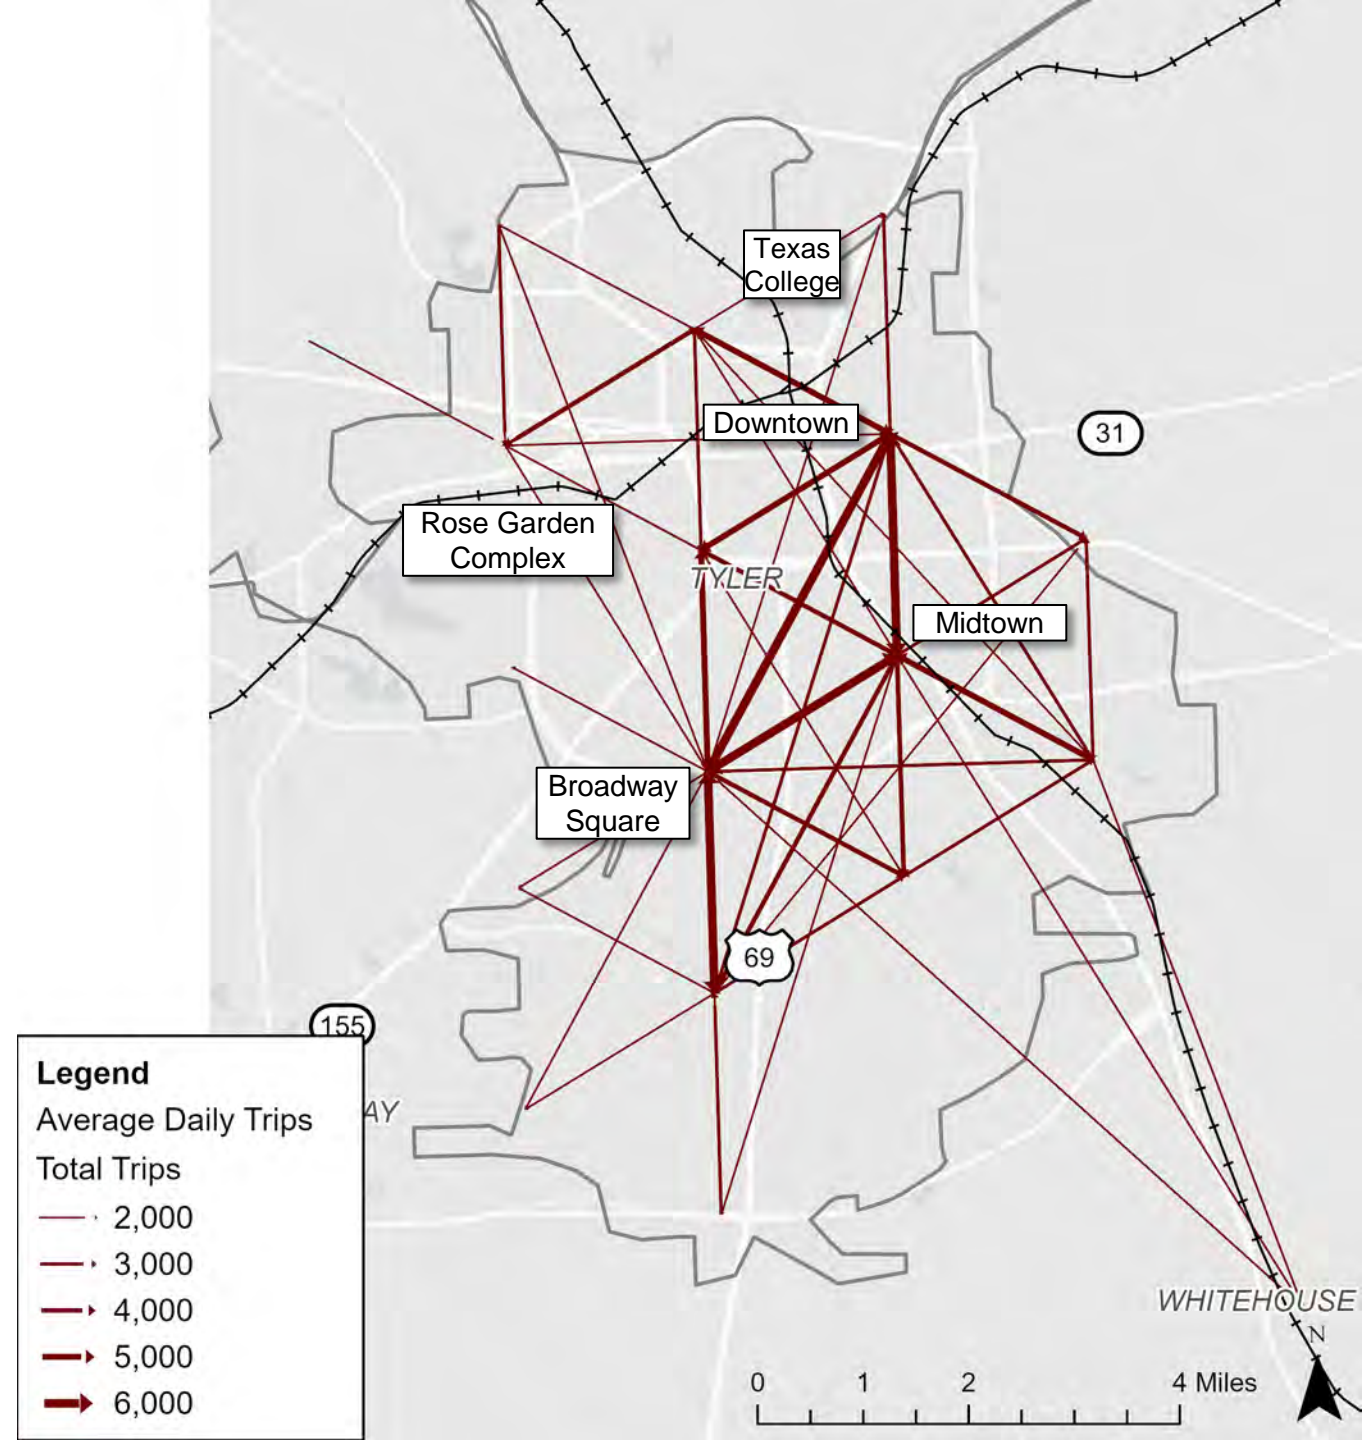 Texas
College
Downtown
31
Rose Garden
Complex
TYLER
Midtown
Broadway
Square
69
155
AY
Legend
Average Daily Trips
Total Trips
2,000
3,000
4,000
5,000
6,000
WHITEHOUSE
N
0 1 2 4 Miles